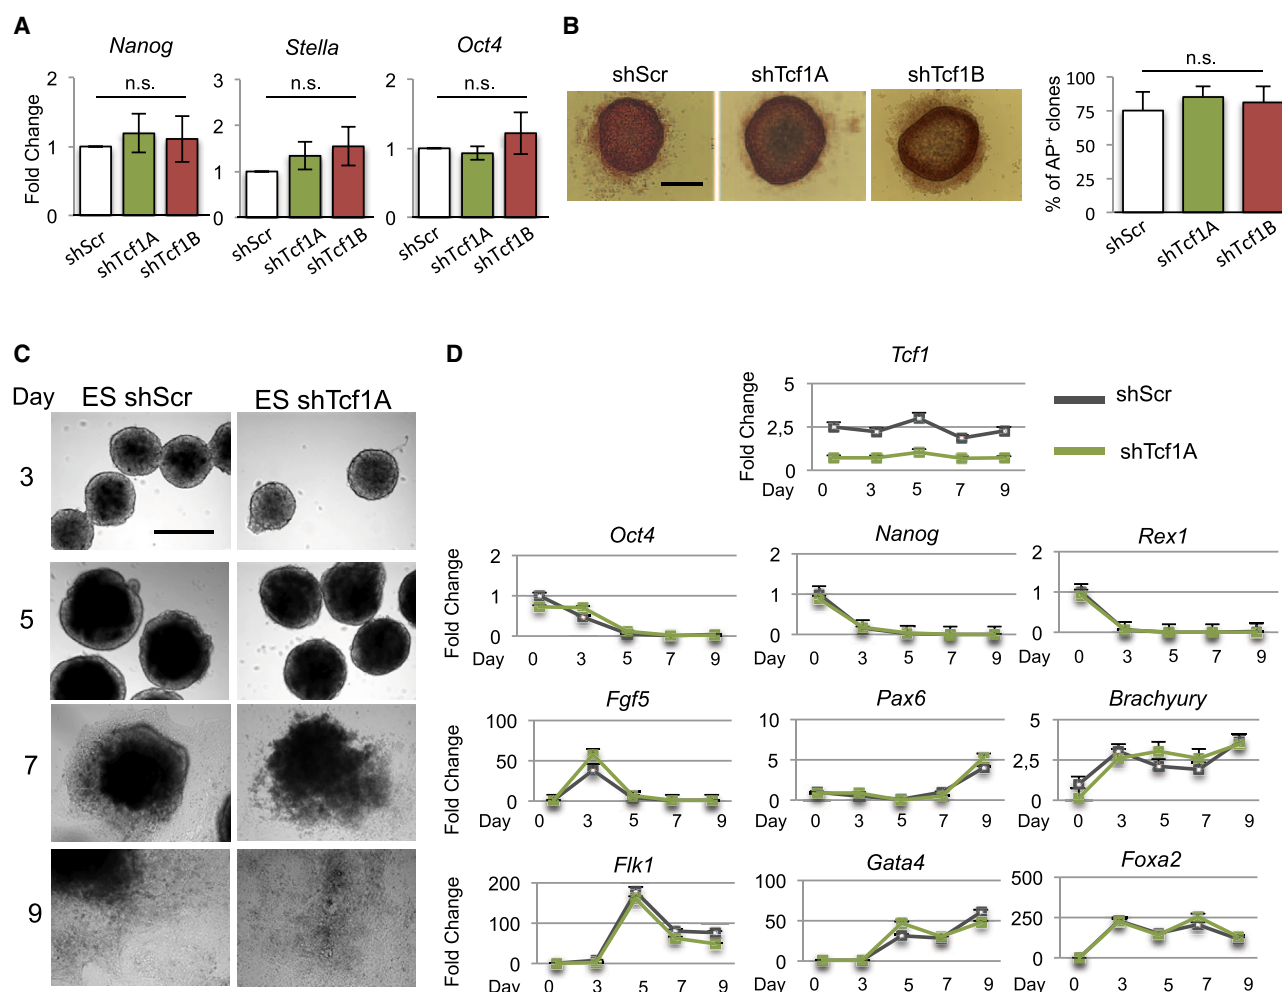 A
Nanog
Stella
Oct4
Fold Change
2
1
0
n.s.
shScr
shTcf1A
shTcf1B
3
2
1
0
n.s.
shScr
shTcf1A
shTcf1B
2
1
0
n.s.
shScr
shTcf1A
shTcf1B
B
shScr
shTcf1A
shTcf1B
% of AP+ clones
100
75
50
25
0
n.s.
shScr
shTcf1A
shTcf1B
C
Day
ES shScr
ES shTcf1A
3
5
7
9
D
Tcf1
Fold Change
5
2,5
0
Day 0 3 5 7 9
shScr
shTcf1A
Oct4
Fold Change
2
1
0
Day 0 3 5 7 9
Nanog
2
1
0
Day 0 3 5 7 9
Rex1
2
1
0
Day 0 3 5 7 9
Fgf5
Fold Change
100
50
0
Day 0 3 5 7 9
Pax6
10
5
0
Day 0 3 5 7 9
Brachyury
5
2,5
0
Day 0 3 5 7 9
Flk1
Fold Change
200
100
0
Day 0 3 5 7 9
Gata4
100
50
0
Day 0 3 5 7 9
Foxa2
500
250
0
Day 0 3 5 7 9